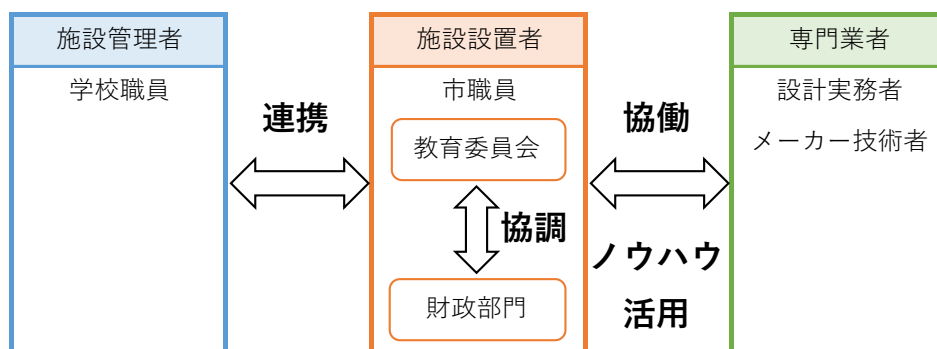 施設管理者
学校職員
連携
施設設置者
市職員
教育委員会
協調
財政部門
協働
ノウハウ
活用
専門業者
設計実務者
メーカー技術者